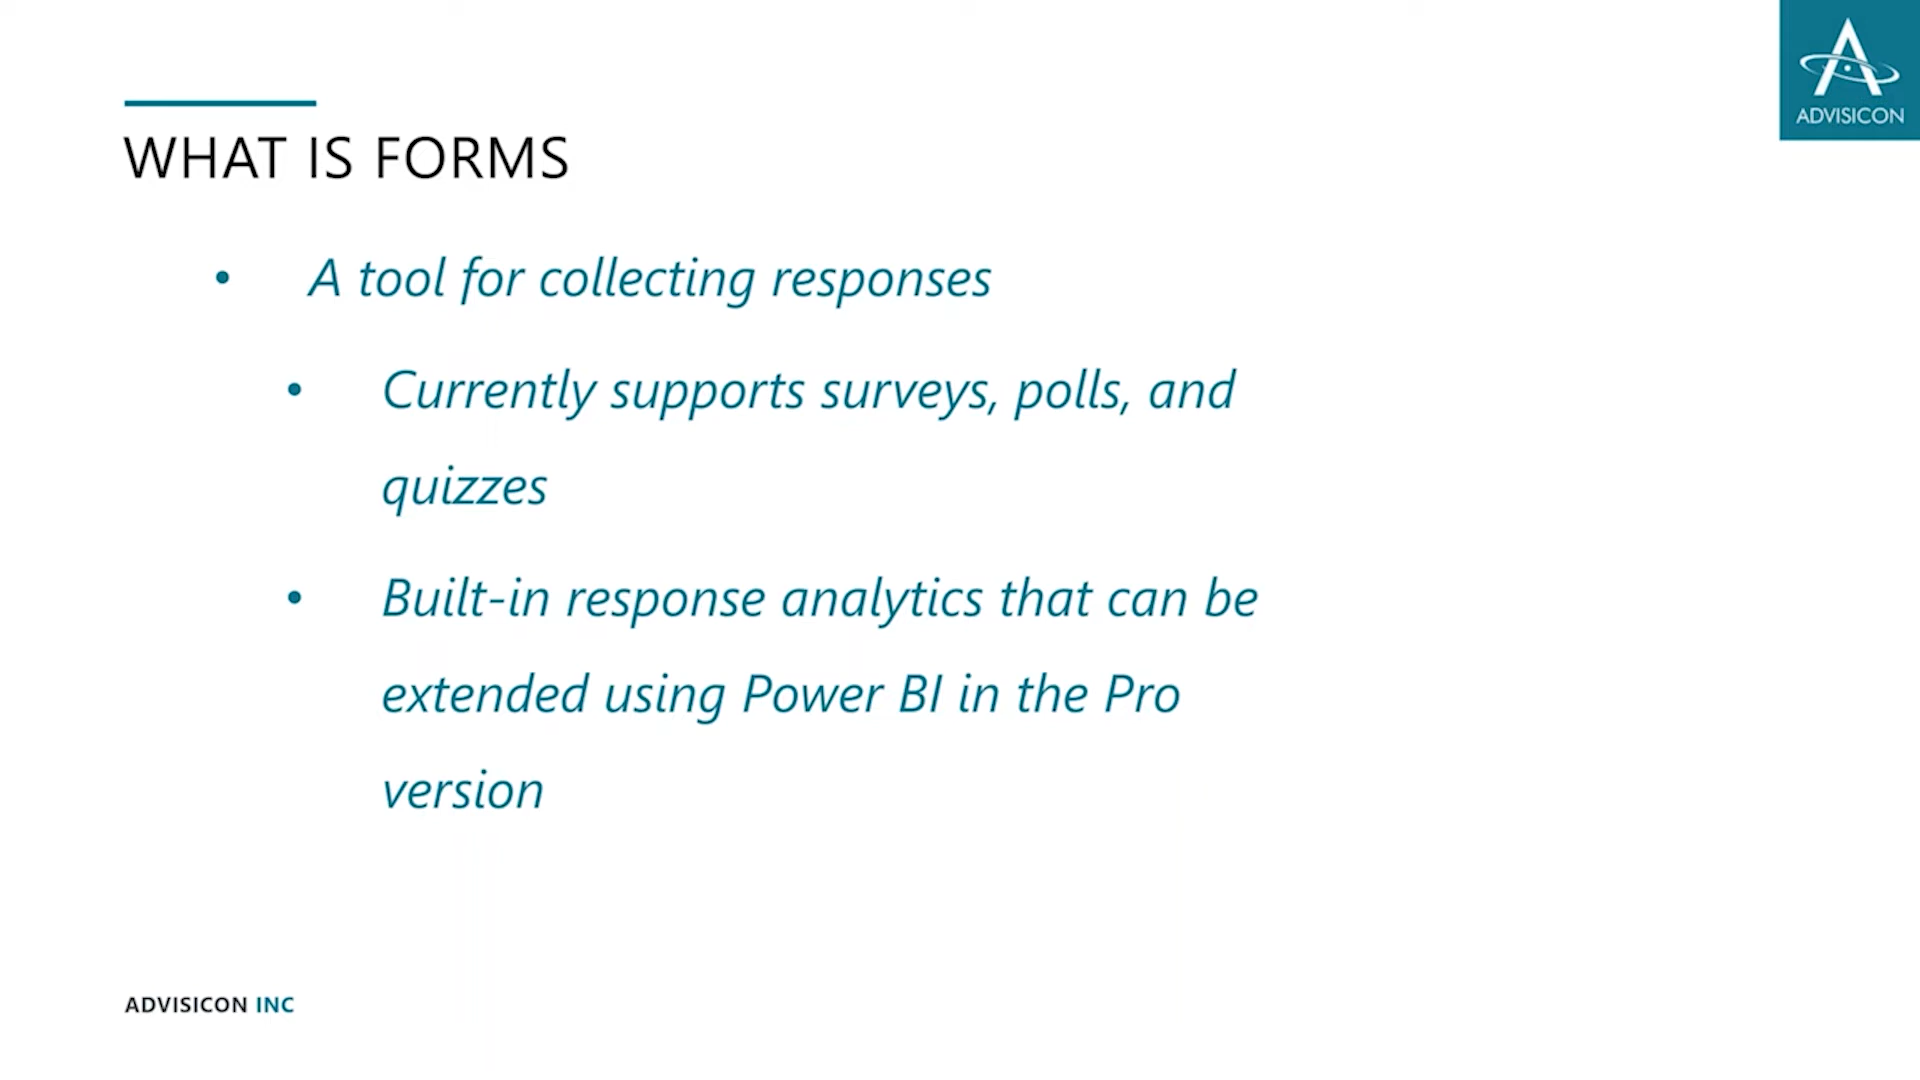 ADVISICON
WHAT IS FORMS
• A tool for collecting responses
• Currently supports surveys, polls, and
quizzes
• Built-in response analytics that can be
extended using Power BI in the Pro
version
ADVISICON INC